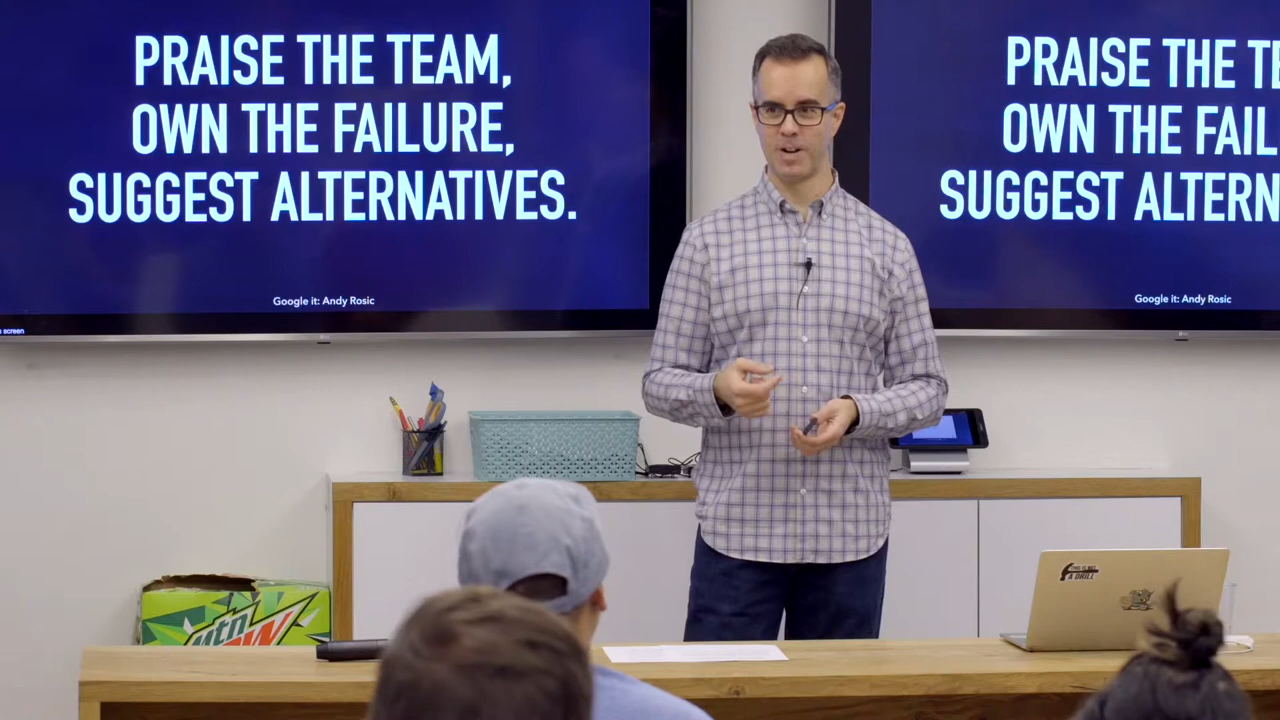 PRAISE THE TEAM,
OWN THE FAILURE,
SUGGEST ALTERNATIVES.
Google it: Andy Rosic
screen
PRAISE THE TE
OWN THE FAIL
SUGGEST ALTERN
Google it: Andy Rosic
THIS IS NOT
A DRILL
mtn
DEW